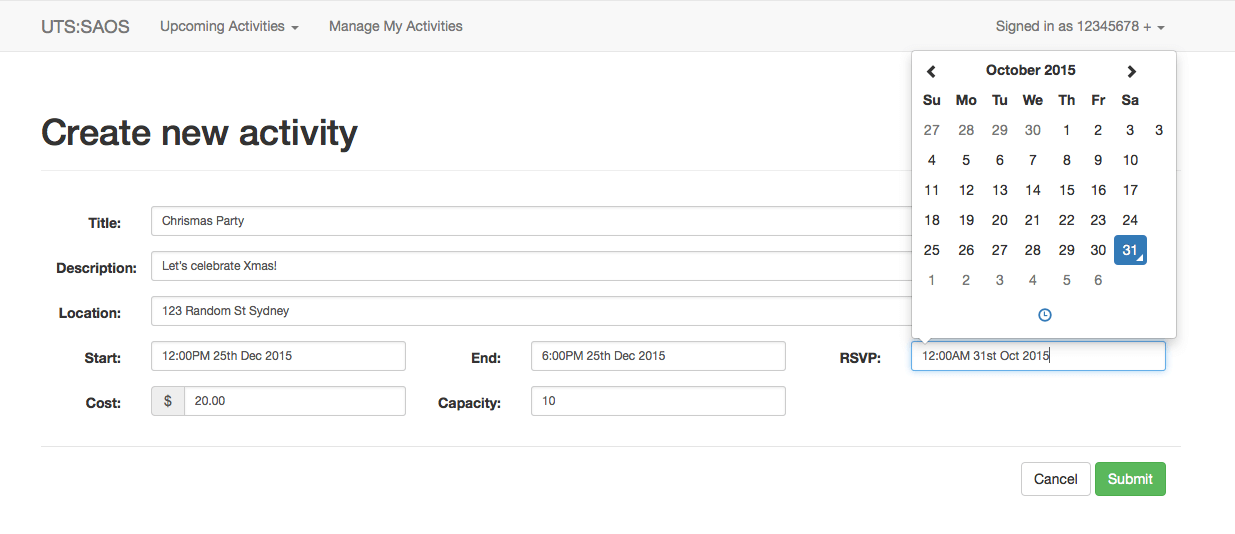 UTS:SAOS Upcoming Activities Manage My Activities Signed in as 12345678 +
October 2015
Su Mo Tu We Th Fr Sa
27 28 29 30 1 2 3 3
4 5 6 7 8 9 10
11 12 13 14 15 16 17
18 19 20 21 22 23 24
25 26 27 28 29 30 31
1 2 3 4 5 6
Create new activity
Title: Chrismas Party
Description: Let's celebrate Xmas!
Location: 123 Random St Sydney
Start: 12:00PM 25th Dec 2015 End: 6:00PM 25th Dec 2015 RSVP: 12:00AM 31st Oct 2015
Cost: $ 20.00 Capacity: 10
Cancel Submit